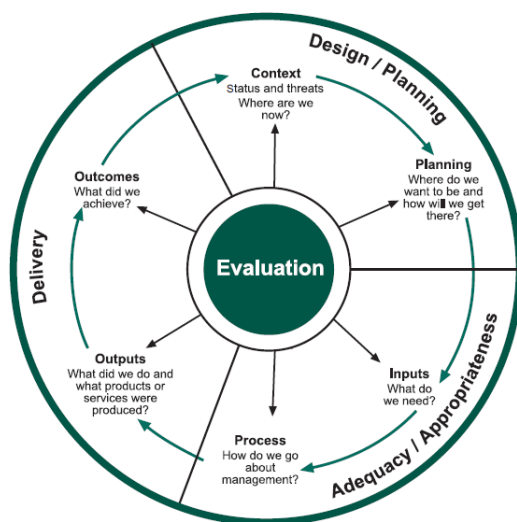 Design / Planning
Context
Status and threats
Where are we
now?
Planning
Where do we
want to be and
how will we get
there?
Outcomes
What did we
achieve?
Delivery
Evaluation
Outputs
What did we do and
what products or
services were
produced?
Inputs
What do
we need?
Process
How do we go
about
management?
Adequacy / Appropriateness